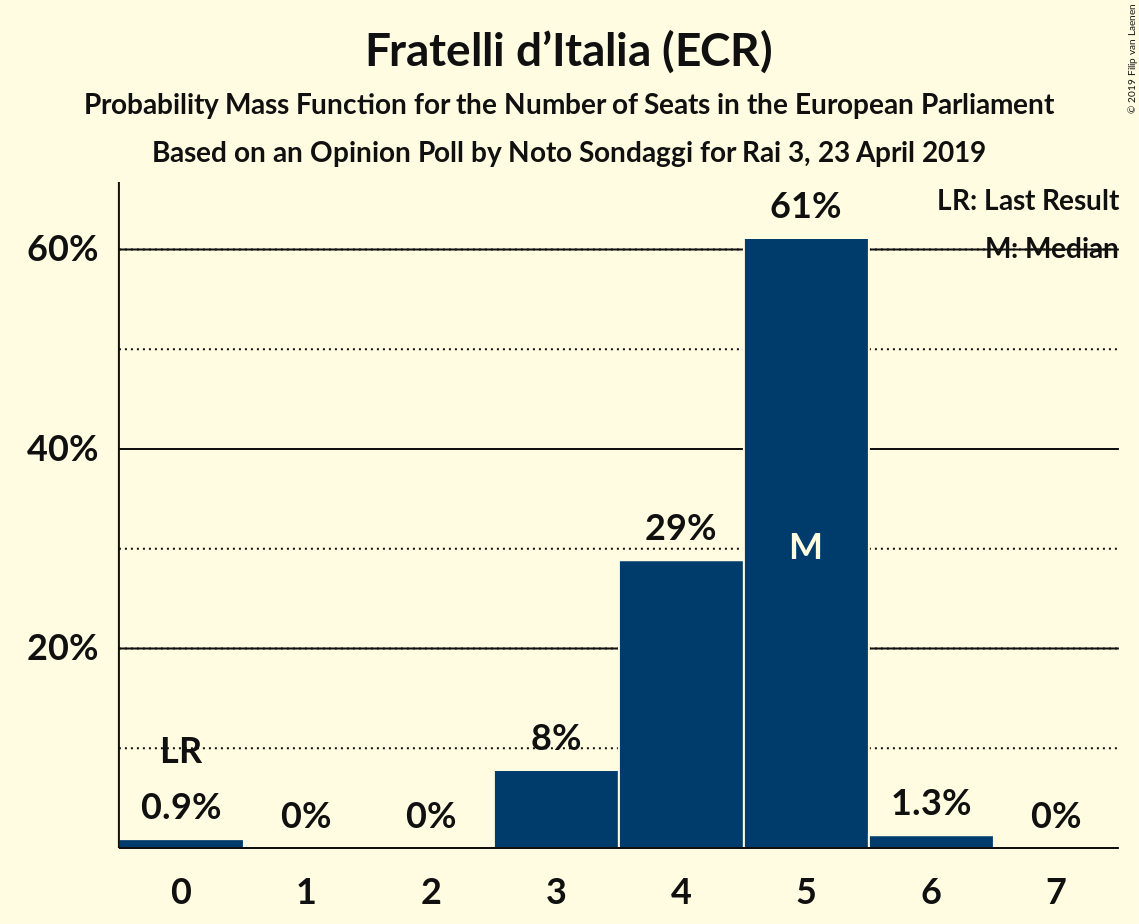 Fratelli d’Italia (ECR)
Probability Mass Function for the Number of Seats in the European Parliament
Based on an Opinion Poll by Noto Sondaggi for Rai 3, 23 April 2019
© 2019 Filip van Laenen
LR: Last Result
M: Median
60%
40%
20%
LR
0.9%
0%
0%
8%
29%
61%
M
1.3%
0%
0 1 2 3 4 5 6 7